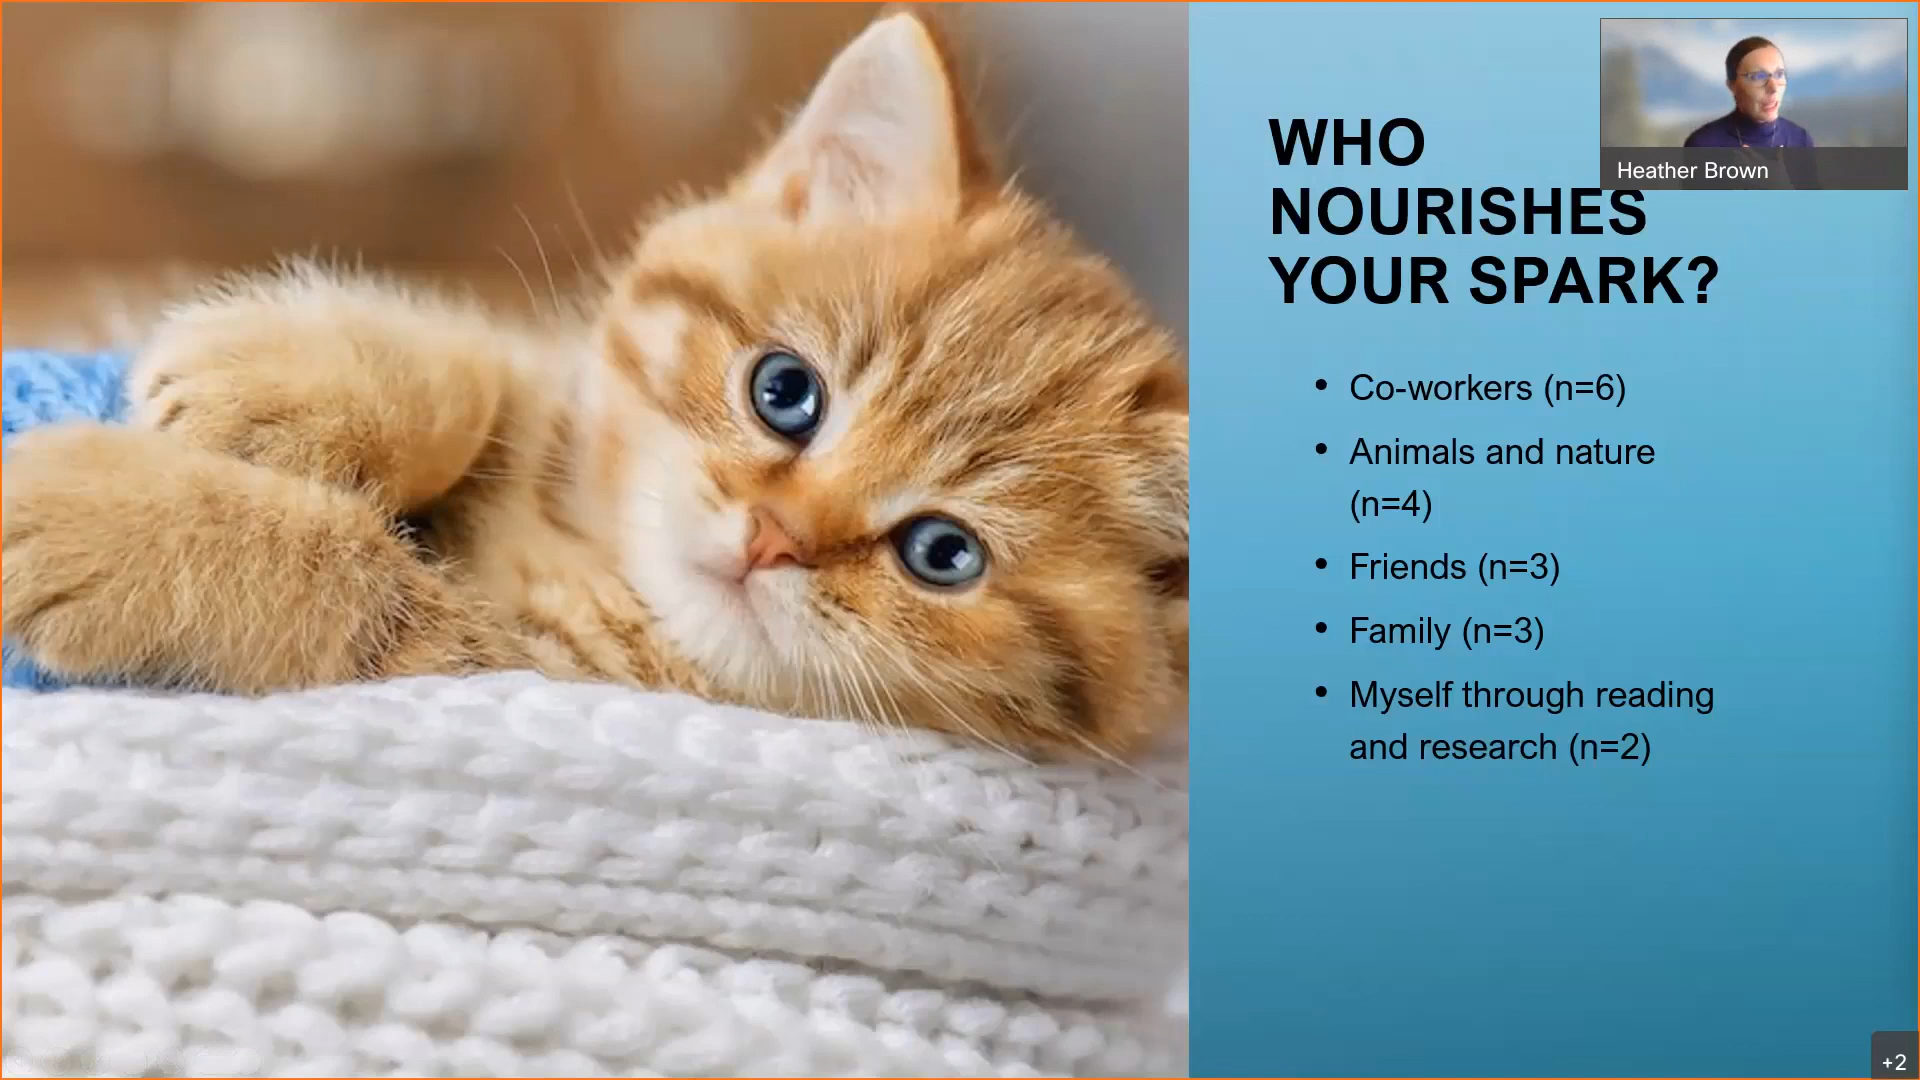 WHO
NOURISHES
YOUR SPARK?
Heather Brown
• Co-workers (n=6)
• Animals and nature
(n=4)
• Friends (n=3)
• Family (n=3)
• Myself through reading
and research (n=2)
+2